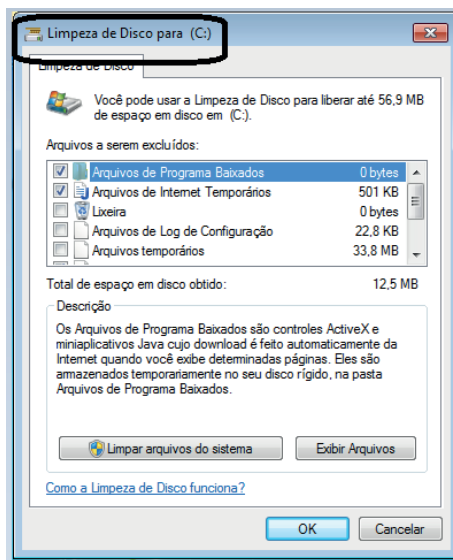 Limpeza de Disco para (C:)
Limpeza de Disco
Você pode usar a Limpeza de Disco para liberar até 56,9 MB
de espaço em disco em (C:).
Arquivos a serem excluídos:
Arquivos de Programa Baixados 0 bytes
Arquivos de Internet Temporários 501 KB
Lixeira 0 bytes
Arquivos de Log de Configuração 22,8 KB
Arquivos temporários 33,8 MB
Total de espaço em disco obtido: 12,5 MB
Descrição
Os Arquivos de Programa Baixados são controles ActiveX e
miniaplicativos Java cujo download é feito automaticamente da
Internet quando você exibe determinadas páginas. Eles são
armazenados temporariamente no seu disco rígido, na pasta
Arquivos de Programa Baixados.
Limpar arquivos do sistema Exibir Arquivos
Como a Limpeza de Disco funciona?
OK Cancelar